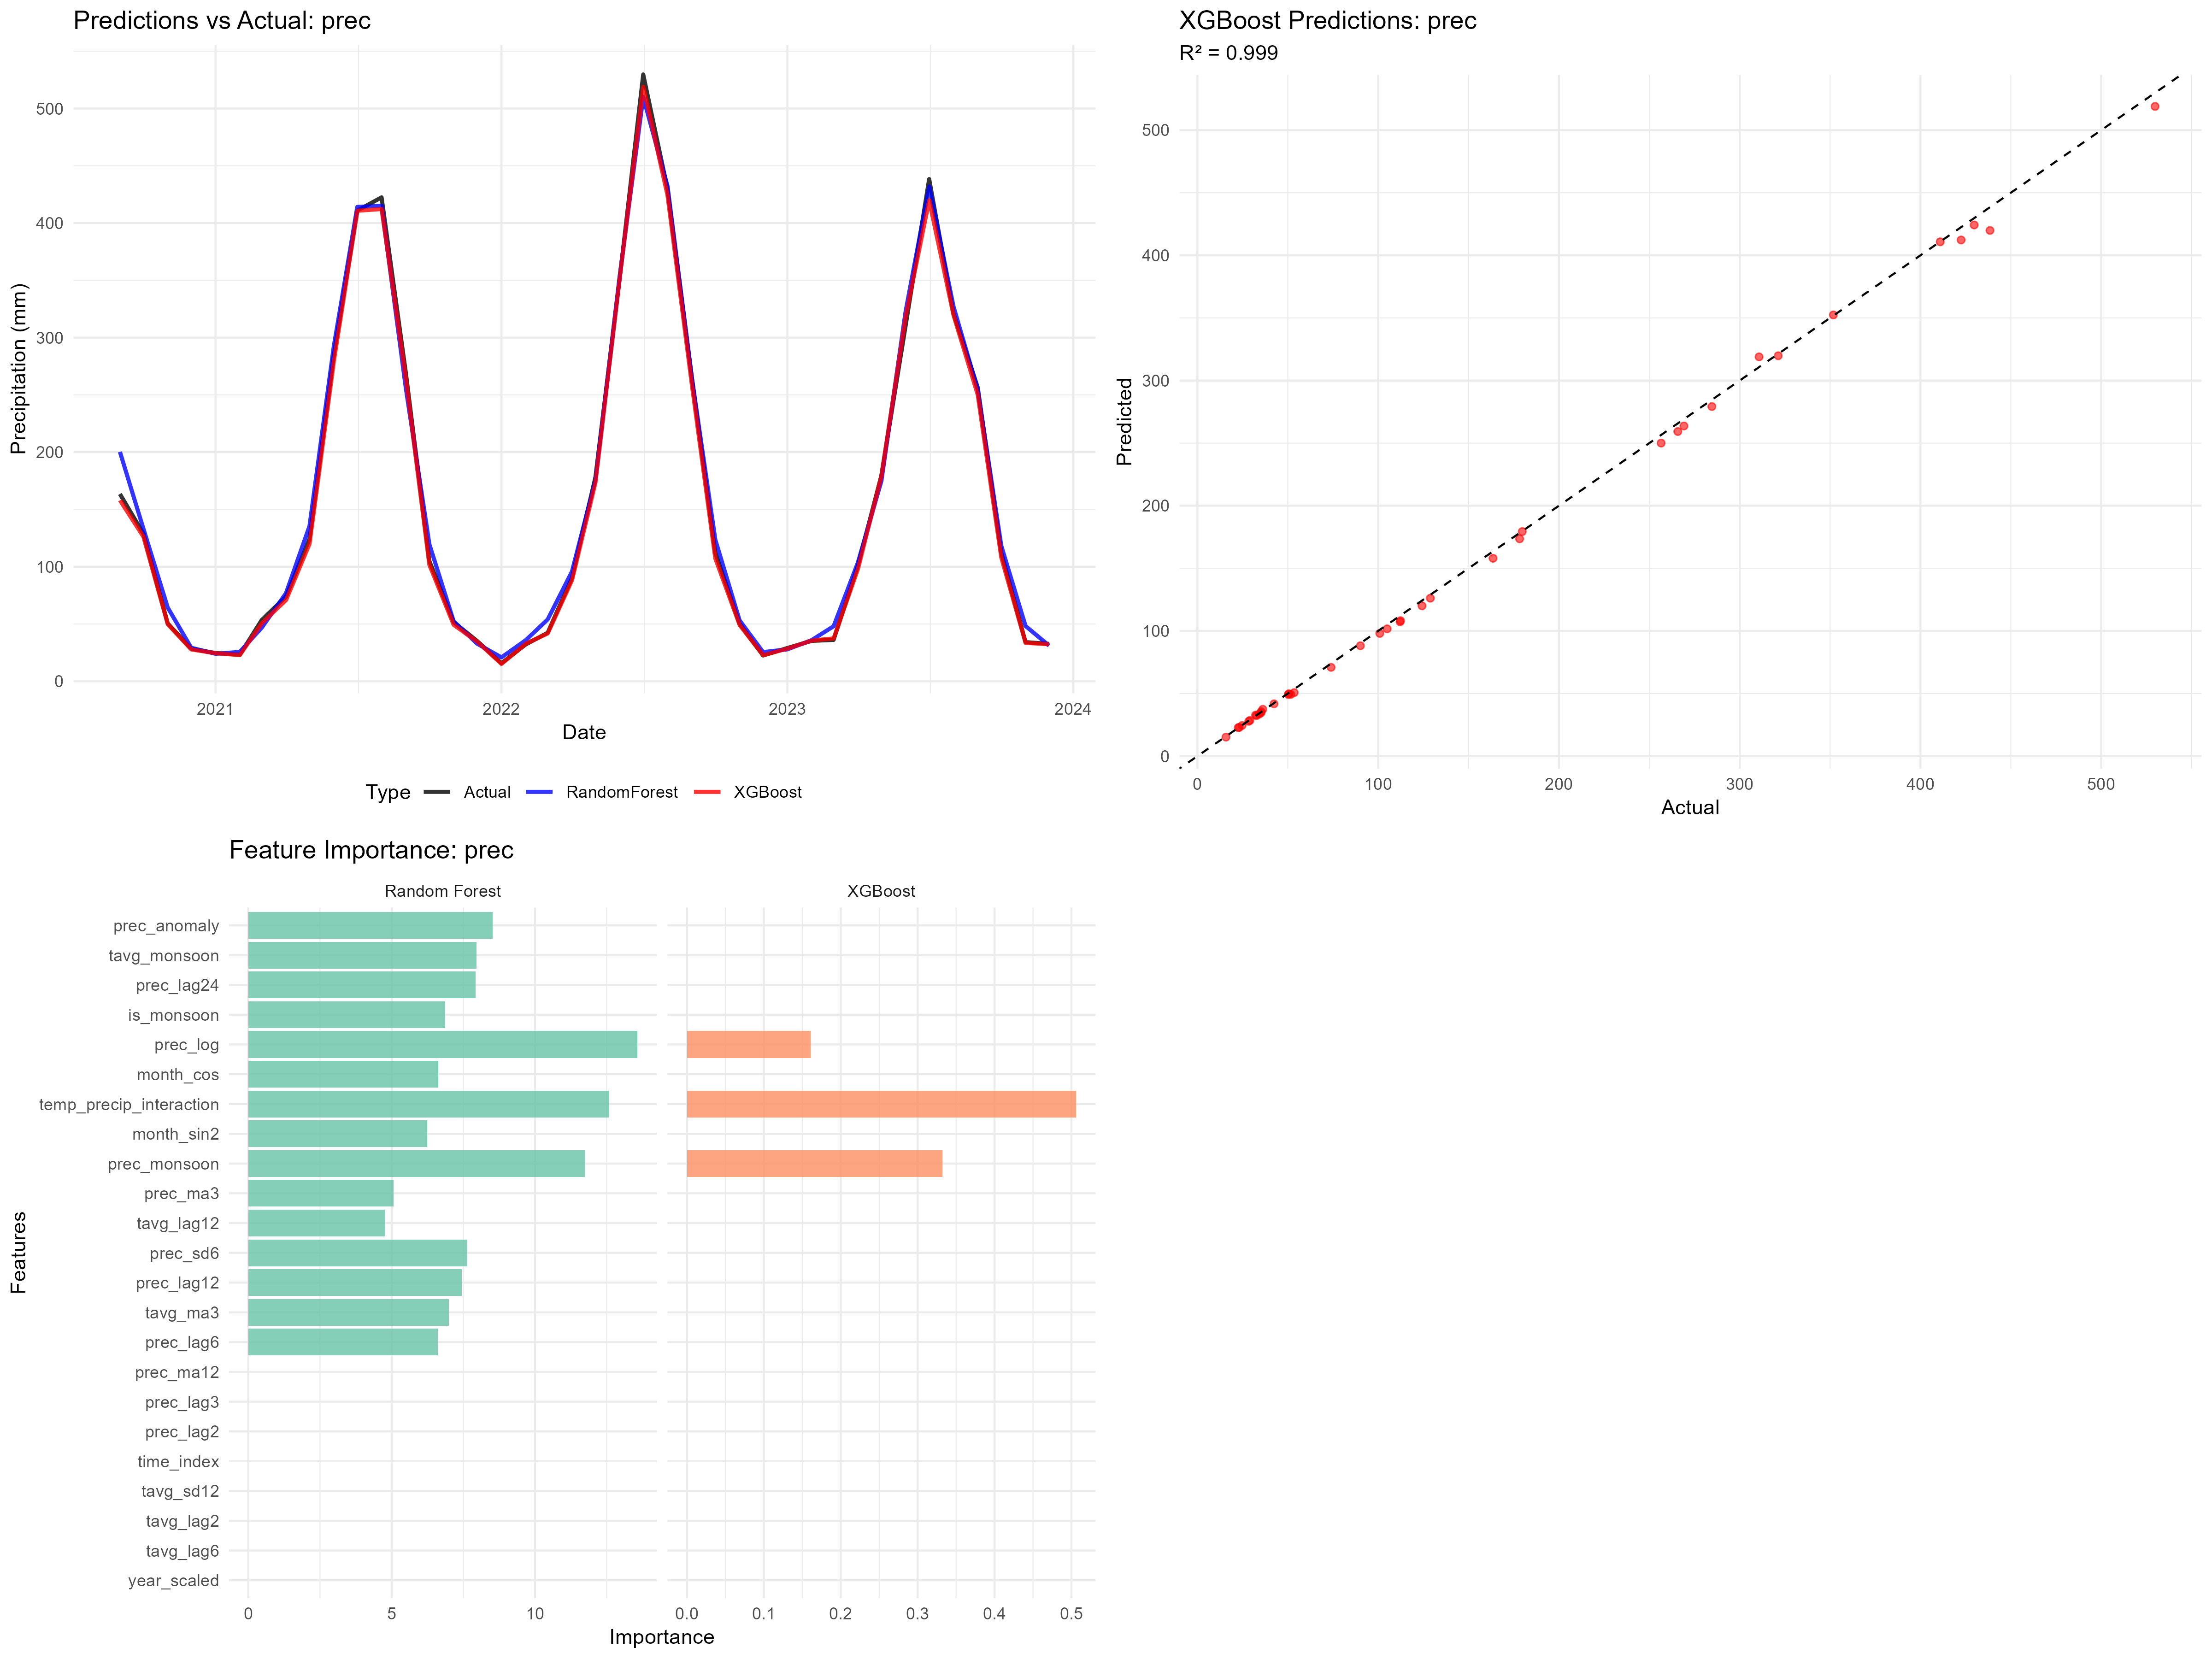 Predictions vs Actual: prec
Precipitation (mm)
500
400
300
200
100
0
2021
2022
2023
2024
Date
Type
Actual
RandomForest
XGBoost
XGBoost Predictions: prec
R² = 0.999
Predicted
500
400
300
200
100
0
0
100
200
300
400
500
Actual
Feature Importance: prec
Random Forest
XGBoost
Features
prec_anomaly
tavg_monsoon
prec_lag24
is_monsoon
prec_log
month_cos
temp_precip_interaction
month_sin2
prec_monsoon
prec_ma3
tavg_lag12
prec_sd6
prec_lag12
tavg_ma3
prec_lag6
prec_ma12
prec_lag3
prec_lag2
time_index
tavg_sd12
tavg_lag2
tavg_lag6
year_scaled
0
5
10
0.0
0.1
0.2
0.3
0.4
0.5
Importance